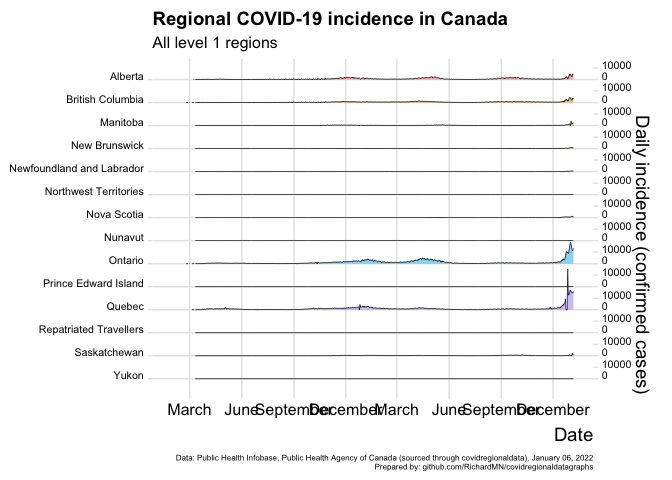 Regional COVID-19 incidence in Canada
All level 1 regions
Alberta
10000
0
British Columbia
10000
0
Manitoba
10000
0
New Brunswick
10000
0
Newfoundland and Labrador
10000
0
Northwest Territories
10000
0
Nova Scotia
10000
0
Nunavut
10000
0
Ontario
10000
0
Prince Edward Island
10000
0
Quebec
10000
0
Repatriated Travellers
10000
0
Saskatchewan
10000
0
Yukon
10000
0
Daily incidence (confirmed cases)
March June September December March June September December
Date
Data: Public Health Infobase, Public Health Agency of Canada (sourced through covidregionaldata), January 06, 2022
Prepared by: github.com/RichardMN/covidregionaldatagraphs